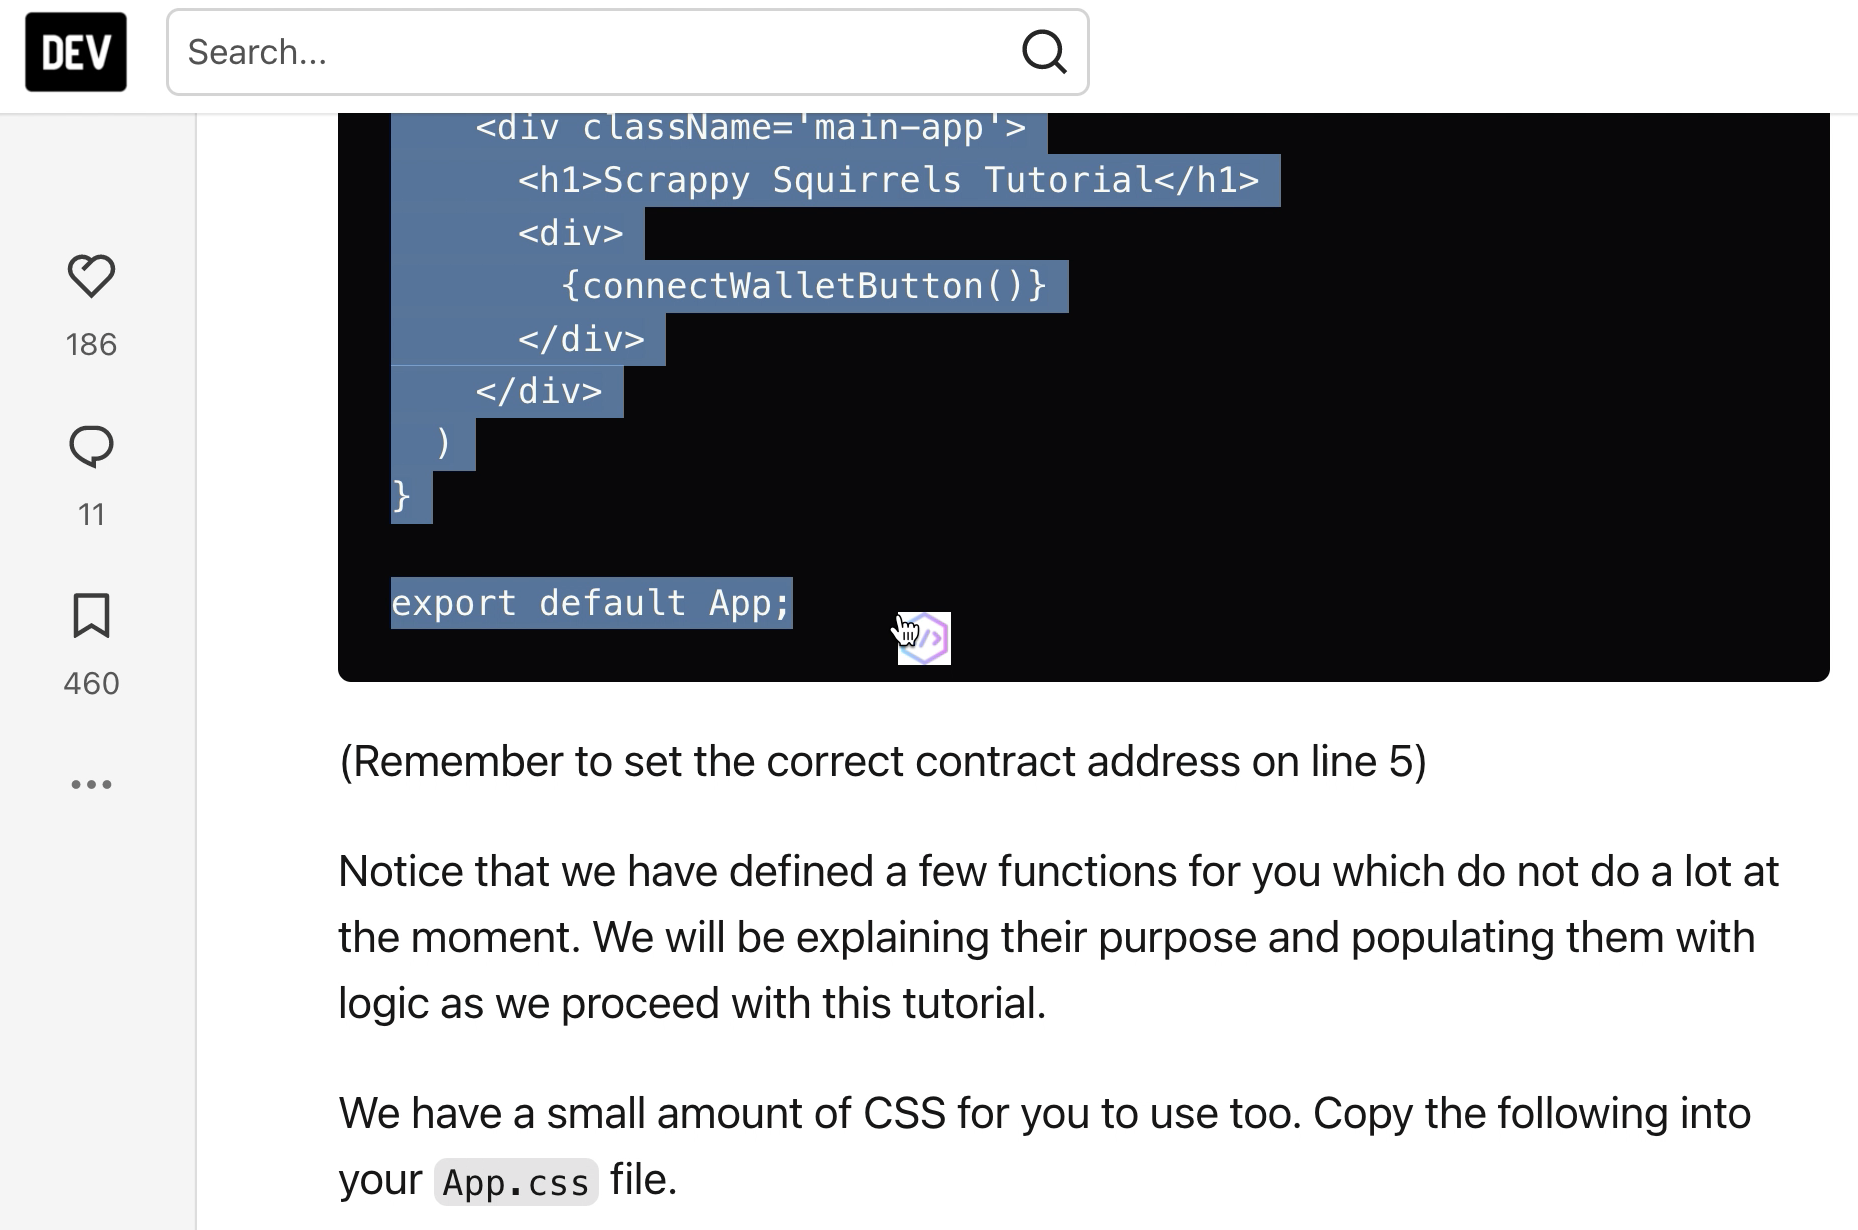 DEV
Search...
186
11
460
    <div className='main-app'>
      <h1>Scrappy Squirrels Tutorial</h1>
      <div>
        {connectWalletButton()}
      </div>
    </div>
  )
}
export default App;
</>
(Remember to set the correct contract address on line 5)
Notice that we have defined a few functions for you which do not do a lot at
the moment. We will be explaining their purpose and populating them with
logic as we proceed with this tutorial.
We have a small amount of CSS for you to use too. Copy the following into
your App.css file.